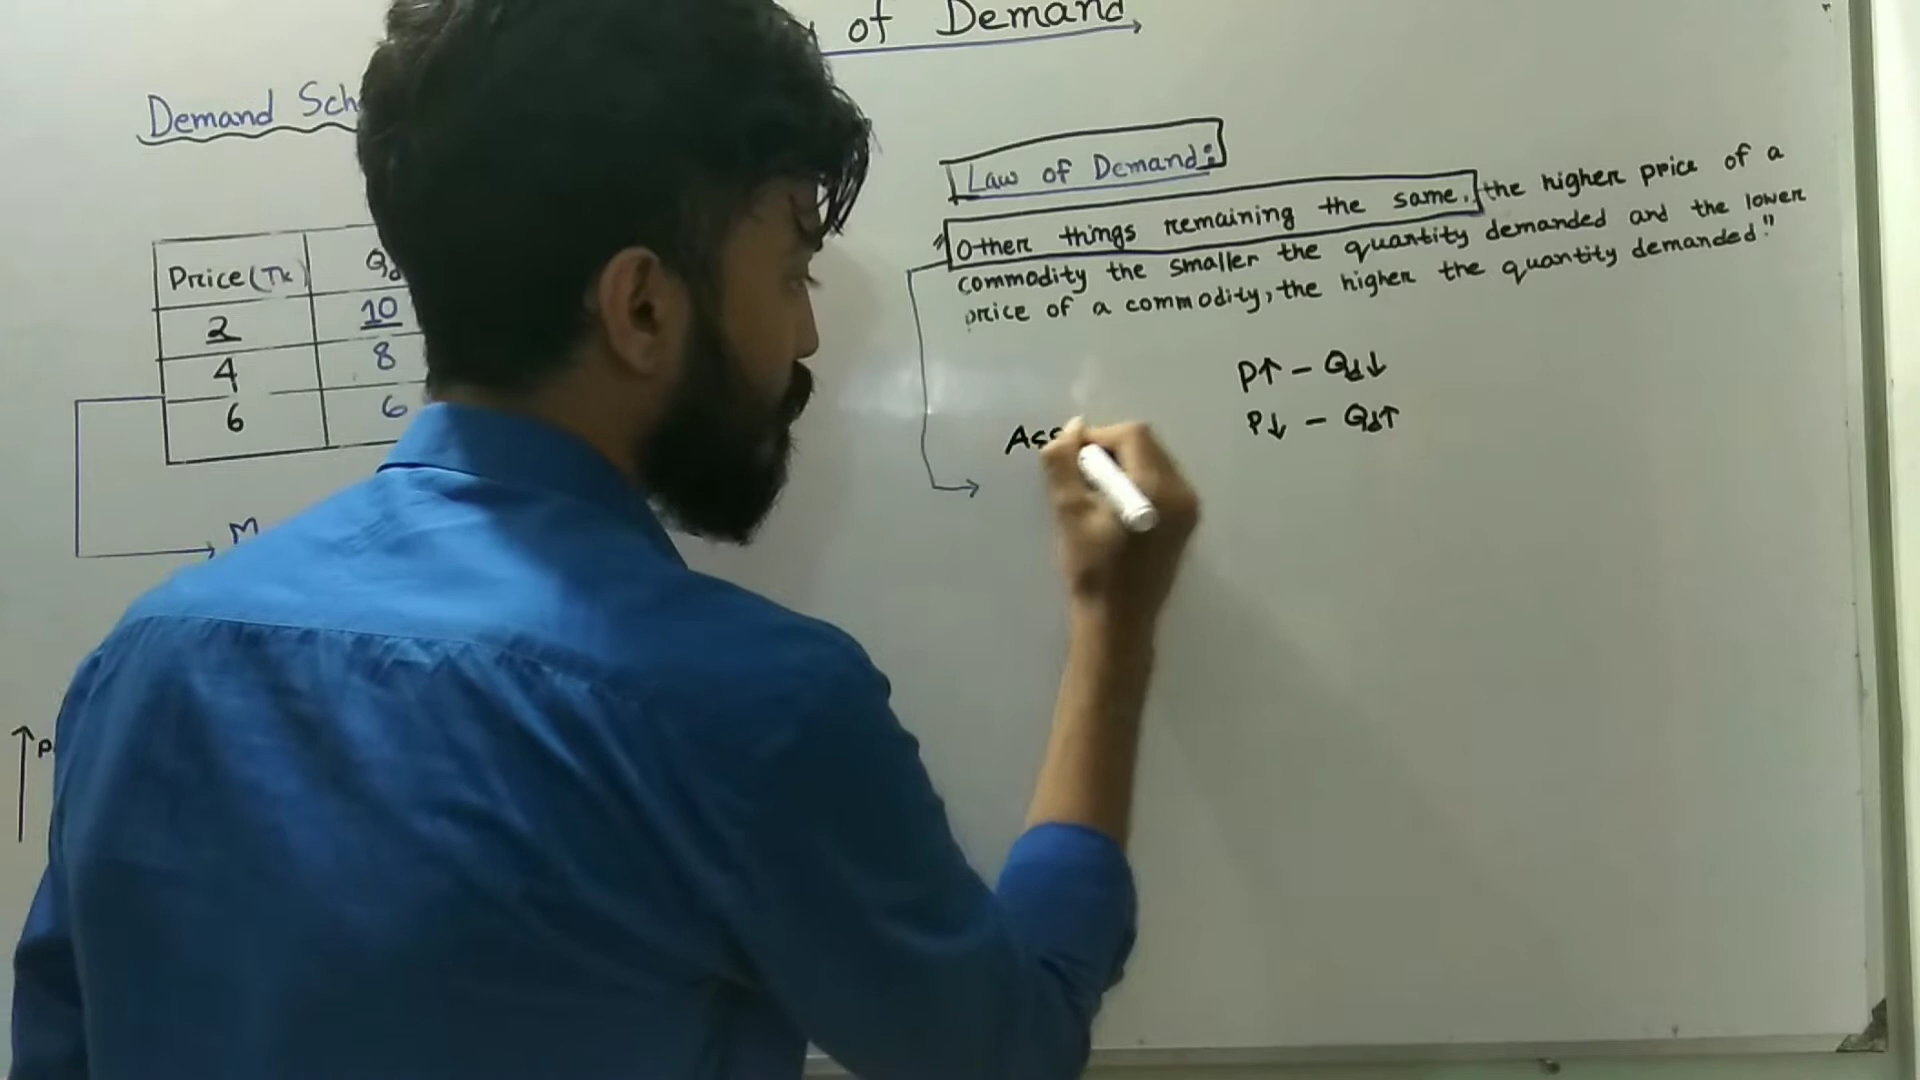 of Demand
Demand Sch
Price (Tk) Qd
2 10
4 8
6 6
M
P
Law of Demand:
"Other things remaining the same, the higher price of a
commodity the smaller the quantity demanded and the lower
price of a commodity, the higher the quantity demanded."
P↑ - Qd↓
P↓ - Qd↑
Ass